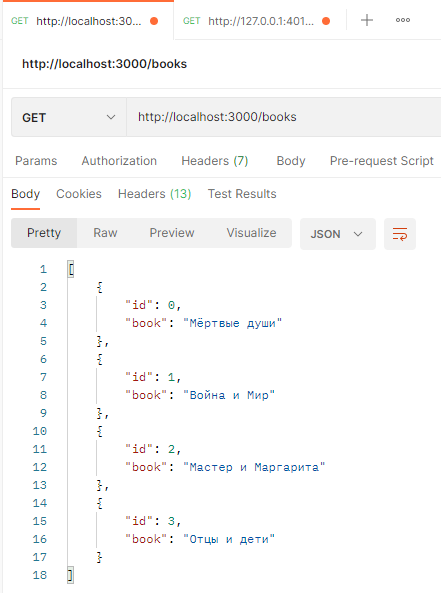 GET http://localhost:30... GET http://127.0.0.1:401...
http://localhost:3000/books
GET http://localhost:3000/books
Params Authorization Headers (7) Body Pre-request Script
Body Cookies Headers (13) Test Results
Pretty Raw Preview Visualize JSON
1 [
2 {
3 "id": 0,
4 "book": "Мёртвые души"
5 },
6 {
7 "id": 1,
8 "book": "Война и Мир"
9 },
10 {
11 "id": 2,
12 "book": "Мастер и Маргарита"
13 },
14 {
15 "id": 3,
16 "book": "Отцы и дети"
17 }
18 ]